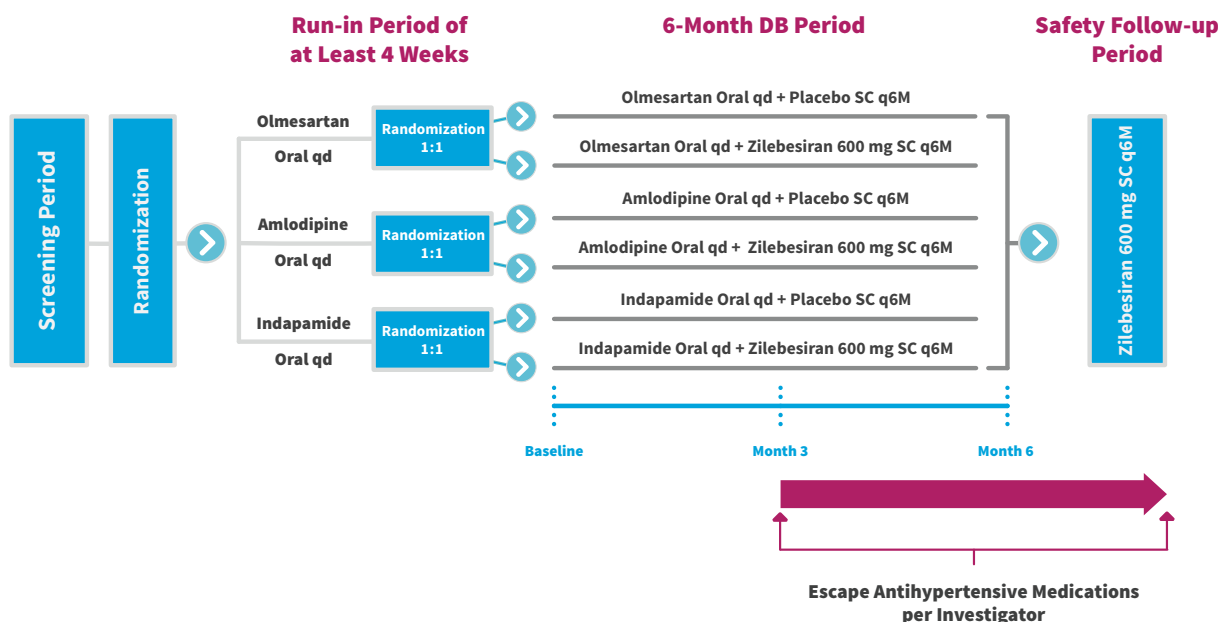 Run-in Period of
at Least 4 Weeks
6-Month DB Period
Safety Follow-up
Period
Screening Period
Randomization
Olmesartan
Oral qd
Randomization
1:1
Olmesartan Oral qd + Placebo SC q6M
Olmesartan Oral qd + Zilebesiran 600 mg SC q6M
Amlodipine
Oral qd
Randomization
1:1
Amlodipine Oral qd + Placebo SC q6M
Amlodipine Oral qd + Zilebesiran 600 mg SC q6M
Indapamide
Oral qd
Randomization
1:1
Indapamide Oral qd + Placebo SC q6M
Indapamide Oral qd + Zilebesiran 600 mg SC q6M
Zilebesiran 600 mg SC q6M
Baseline
Month 3
Month 6
Escape Antihypertensive Medications
per Investigator